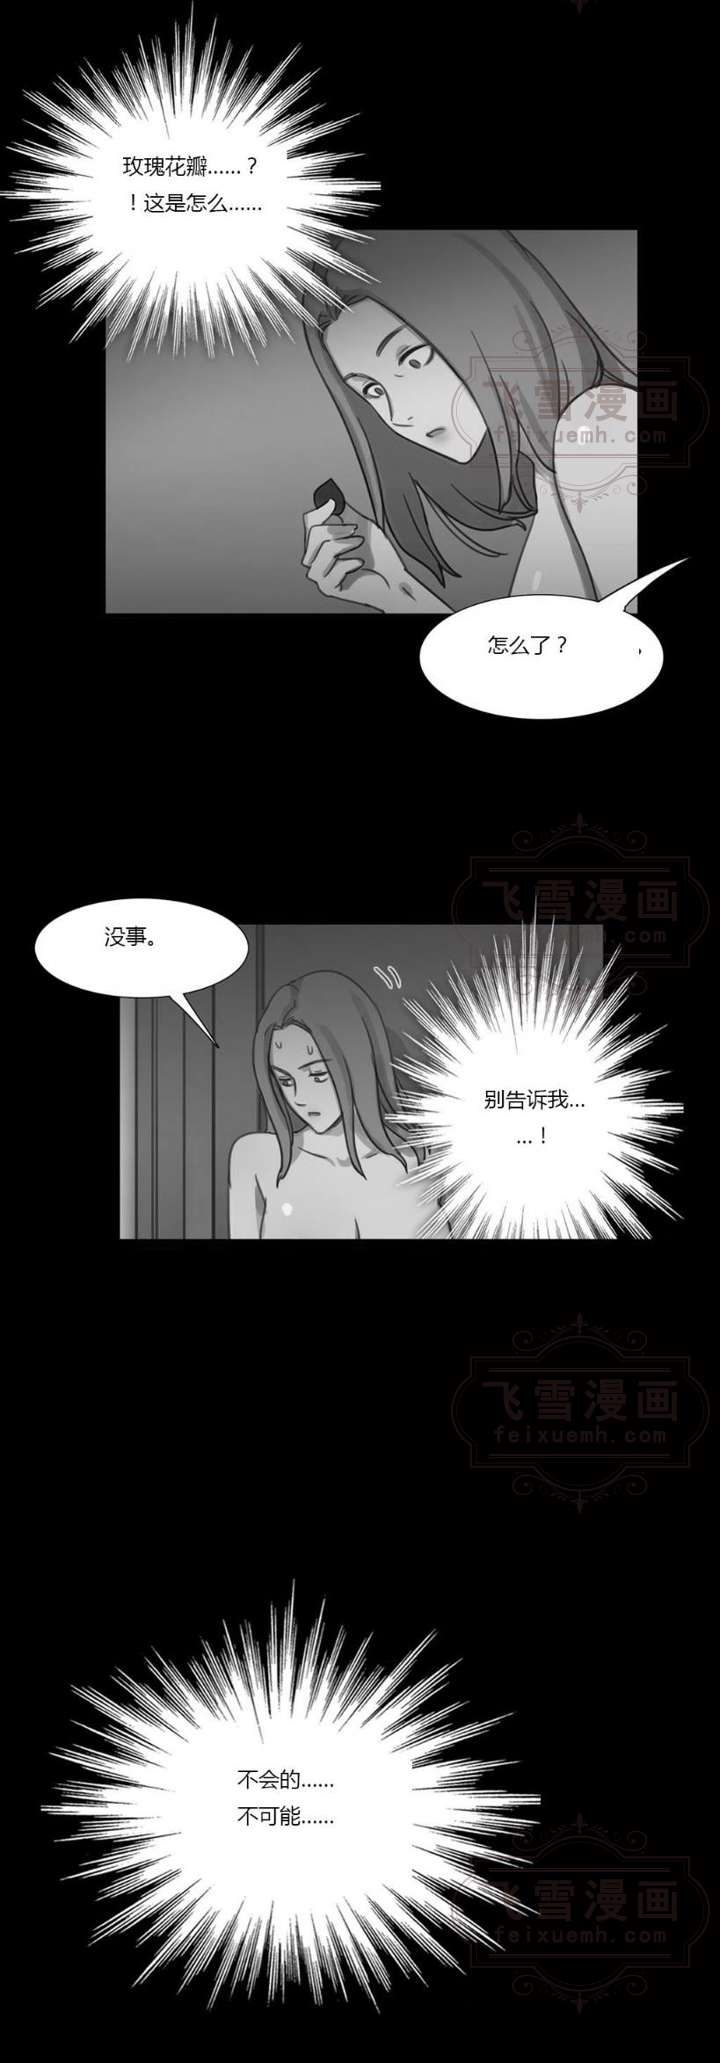 玫瑰花瓣……？
！这是怎么……
飞雪漫画
feixuemh.com
怎么了？
飞雪漫画
feixuemh.com
没事。
别告诉我…
…！
飞雪漫画
feixuemh.com
不会的……
不可能……
飞雪漫画
feixuemh.com